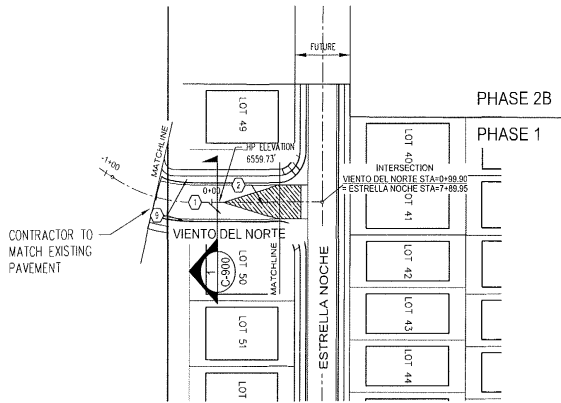 FUTURE
PHASE 2B
PHASE 1
LOT 49
LOT 40
MATCHLINE
HP ELEVATION
6559.73'
-1+00
INTERSECTION
VIENTO DEL NORTE STA=0+99.90
= ESTRELLA NOCHE STA=7+89.95
2
0+00
1
9
LOT 41
CONTRACTOR TO
MATCH EXISTING
PAVEMENT
VIENTO DEL NORTE
1
C-600
LOT 50
MATCHLINE
ESTRELLA NOCHE
LOT 42
LOT 43
LOT 51
LOT 44
LOT